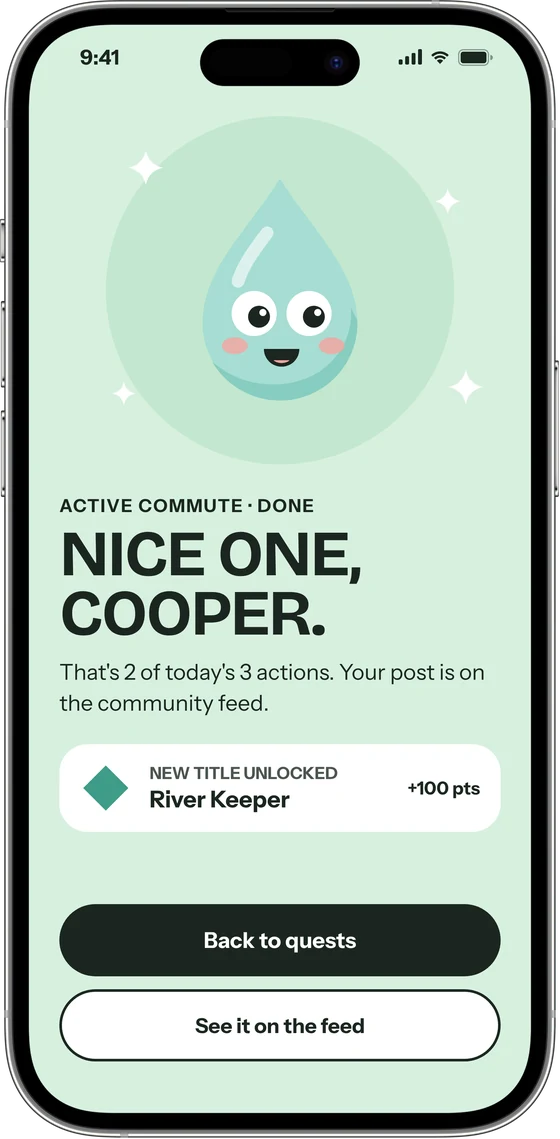 9:41
ACTIVE COMMUTE · DONE
NICE ONE,
COOPER.
That's 2 of today's 3 actions. Your post is on
the community feed.
NEW TITLE UNLOCKED
River Keeper
+100 pts
Back to quests
See it on the feed